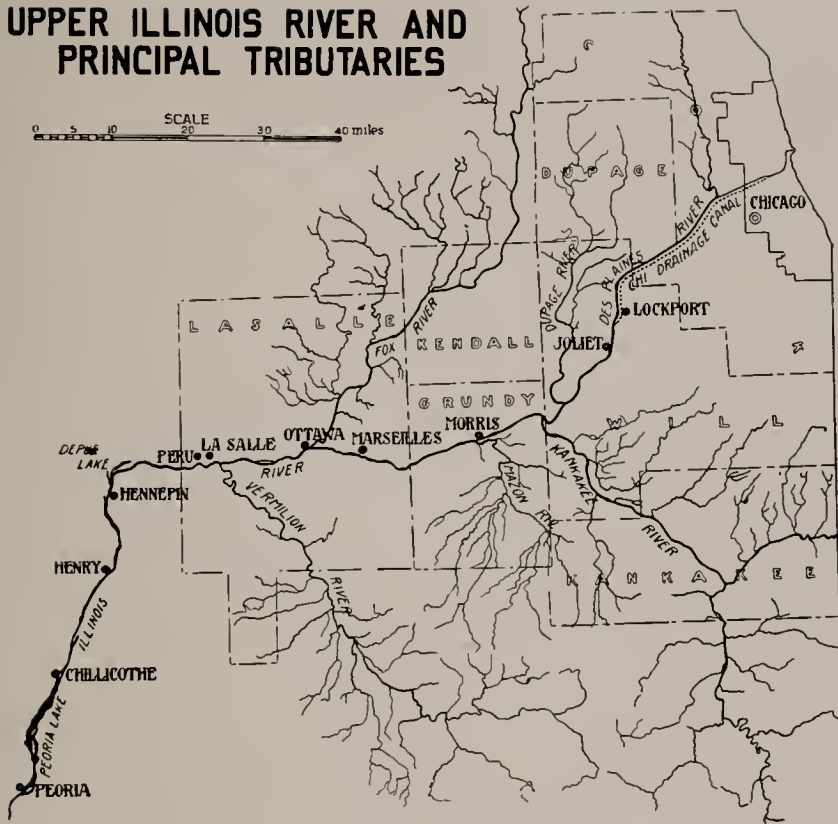 UPPER ILLINOIS RIVER AND
PRINCIPAL TRIBUTARIES
SCALE
0 10 20 30 40 miles
DUPAGE
CHICAGO
RIVER
CHI DRAINAGE CANAL
DES PLAINES
DUPAGE RIVER
LOCKPORT
LASALLE
RIVER
FOX
KENDALL
JOLIET
GRUNDY
WILL
MORRIS
OTTAWA
MARSEILLES
PERU
LA SALLE
DEPUE
LAKE
RIVER
KANKAKEE
HENNEPIN
VERMILION
MAZON RIV
RIVER
HENRY
RIVER
KANKAKEE
ILLINOIS
CHILLICOTHE
PEORIA LAKE
PEORIA